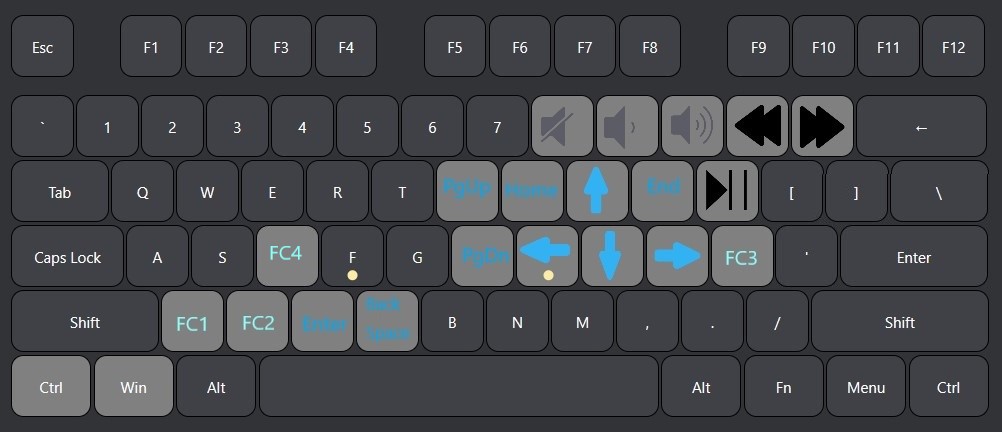 Esc F1 F2 F3 F4 F5 F6 F7 F8 F9 F10 F11 F12
` 1 2 3 4 5 6 7 ←
Tab Q W E R T PgUp Home End [ ] \
Caps Lock A S FC4 F G PgDn FC3 ' Enter
Shift FC1 FC2 Enter Back Space B N M , . / Shift
Ctrl Win Alt Alt Fn Menu Ctrl